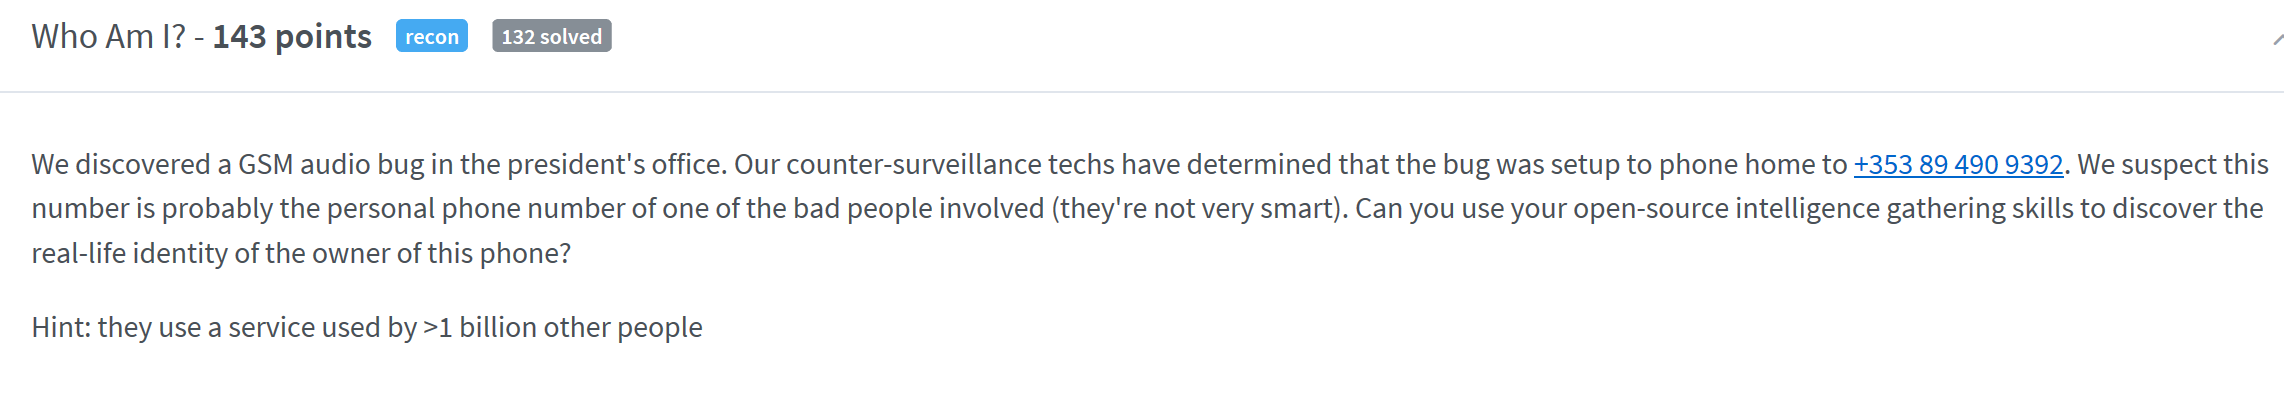 Who Am I? - 143 points recon 132 solved
We discovered a GSM audio bug in the president's office. Our counter-surveillance techs have determined that the bug was setup to phone home to +353 89 490 9392. We suspect this
number is probably the personal phone number of one of the bad people involved (they're not very smart). Can you use your open-source intelligence gathering skills to discover the
real-life identity of the owner of this phone?
Hint: they use a service used by >1 billion other people